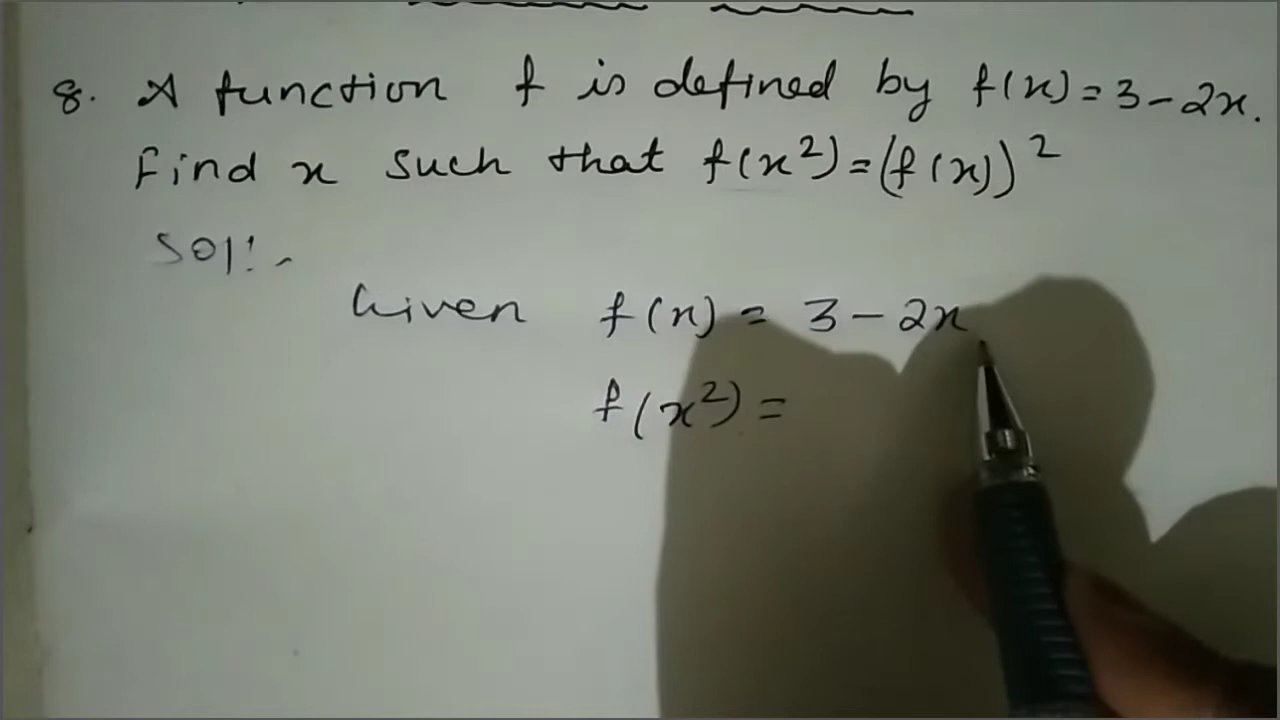 8. A function f is defined by f(x)=3-2x.
Find x such that f(x²)=(f(x))²
Sol:-
Given f(x) = 3-2x
f(x²) =